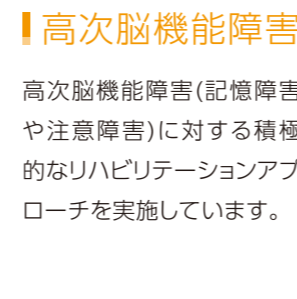 高次脳機能障害
高次脳機能障害(記憶障害
や注意障害)に対する積極
的なリハビリテーションアプ
ローチを実施しています。